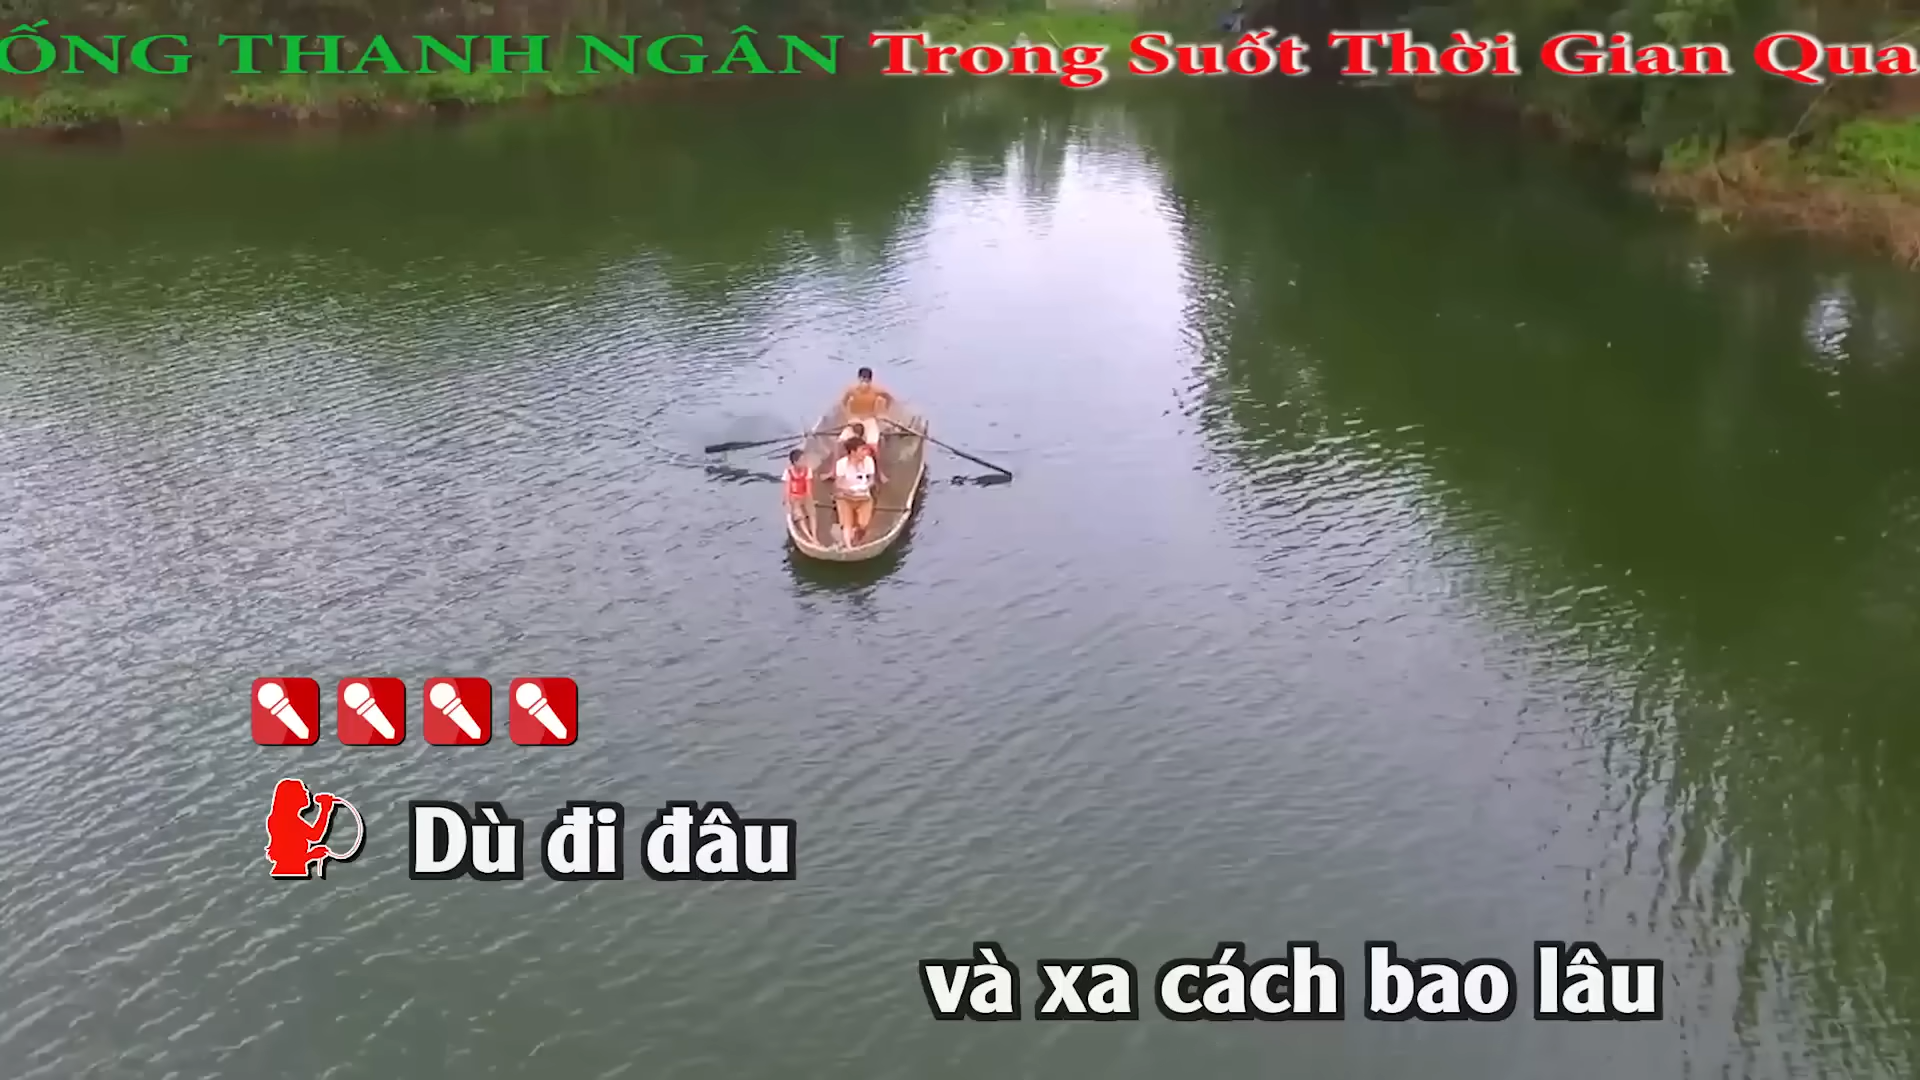 ỐNG THANH NGÂN Trong Suốt Thời Gian Qua
Dù đi đâu
và xa cách bao lâu